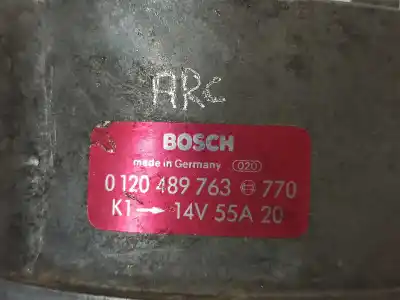 ARC
BOSCH
made in Germany 020
0 120 489 763 770
K1→ 14V 55A 20